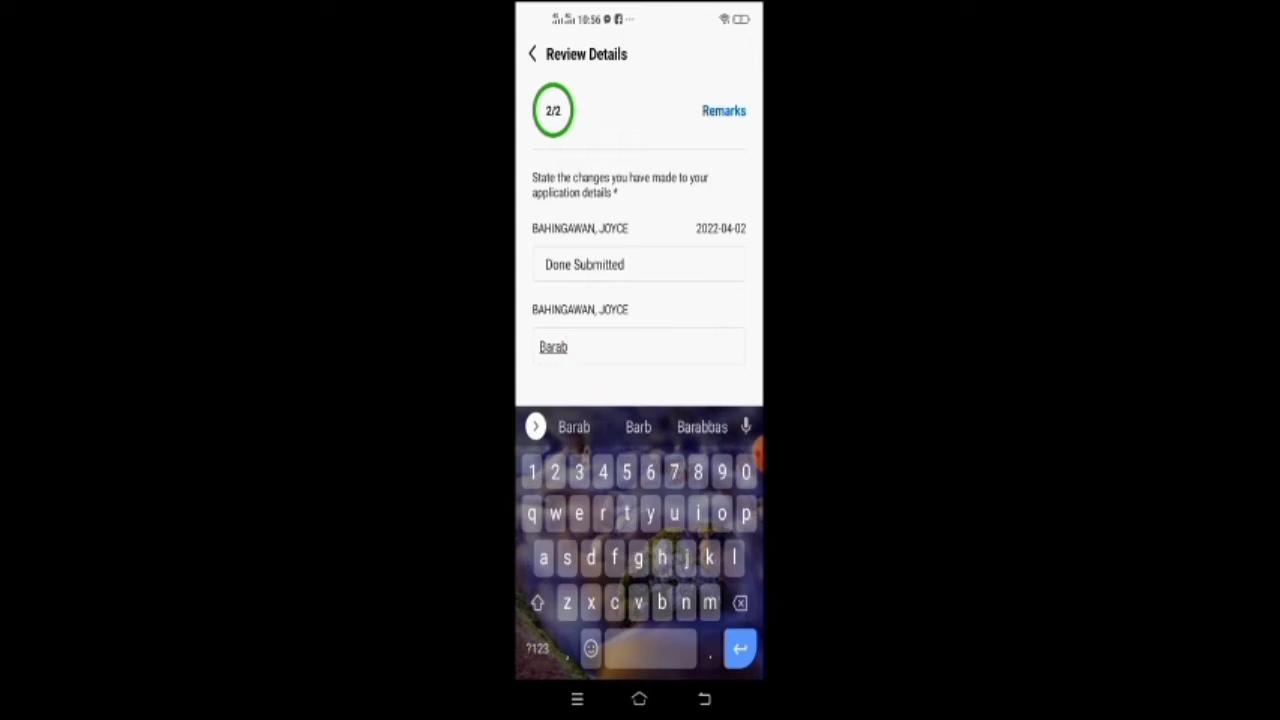 10:56
Review Details
2/2
Remarks
State the changes you have made to your
application details *
BAHINGAWAN, JOYCE 2022-04-02
Done Submitted
BAHINGAWAN, JOYCE
Barab
Barab Barb Barabbas
1 2 3 4 5 6 7 8 9 0
q w e r t y u i o p
a s d f g h j k l
z x c v b n m
?123 , .